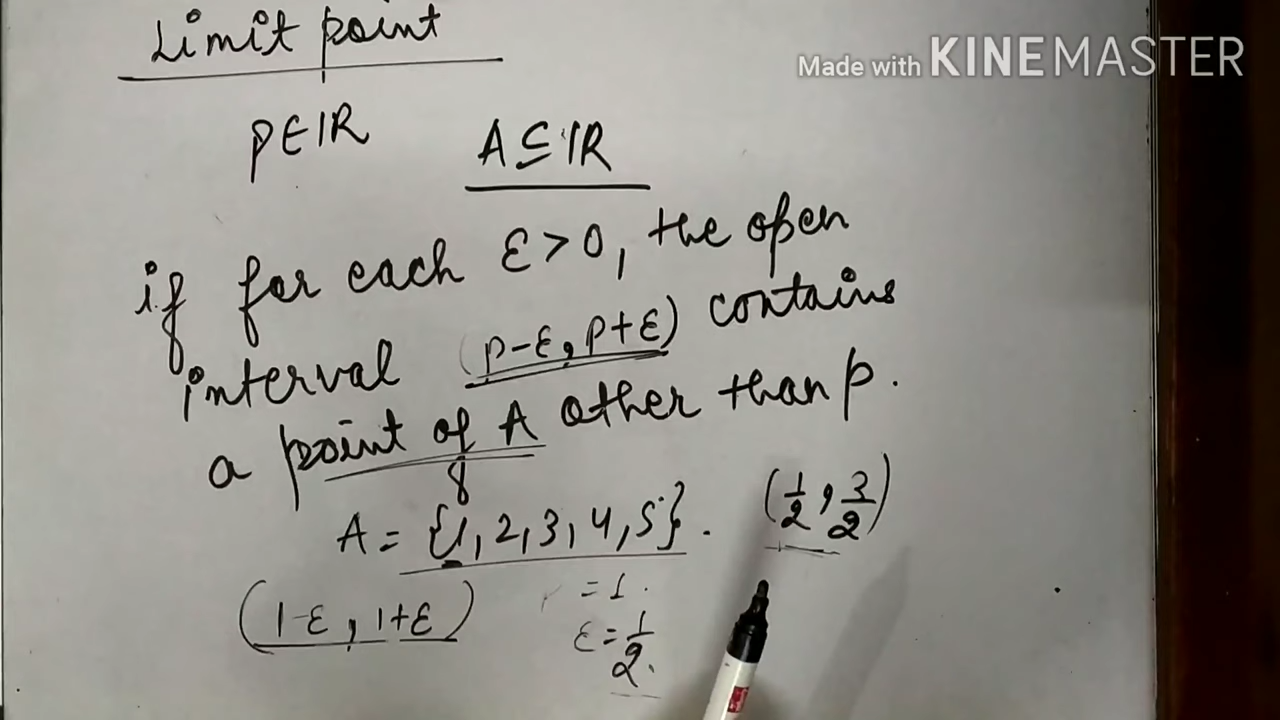 Limit point
Made with KINEMASTER
p∈ℝ A⊆ℝ
if for each ε>0, the open
interval (p-ε, p+ε) contains
a point of A other than p.
A = {1, 2, 3, 4, 5}. (1/2, 3/2)
(1-ε, 1+ε) = 1.
ε = 1/2.